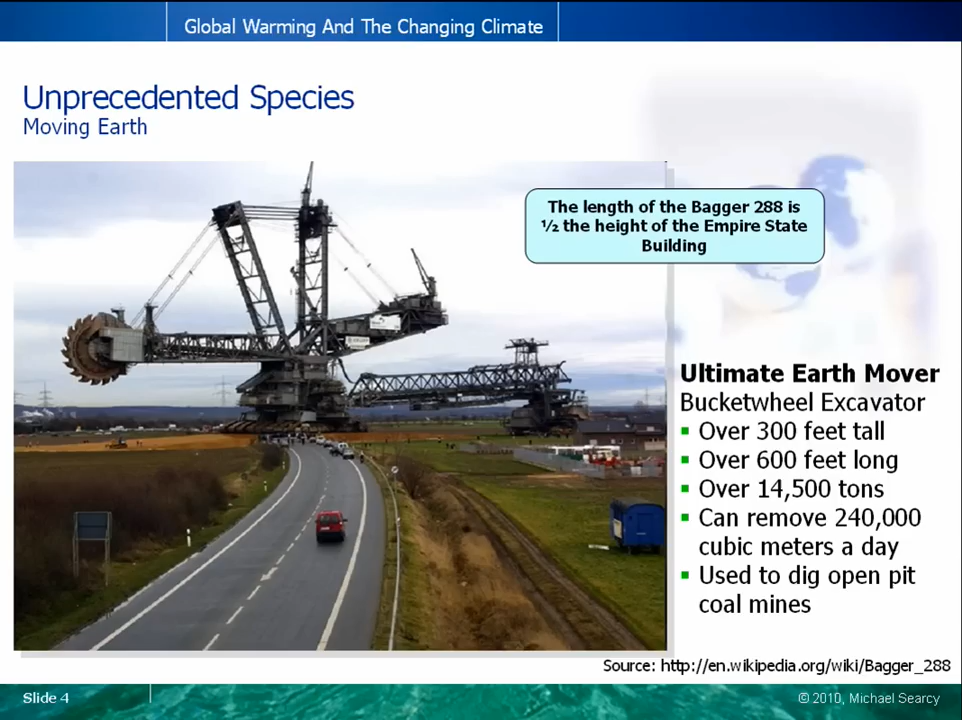 Global Warming And The Changing Climate
Unprecedented Species
Moving Earth
The length of the Bagger 288 is
½ the height of the Empire State
Building
Ultimate Earth Mover
Bucketwheel Excavator
▪ Over 300 feet tall
▪ Over 600 feet long
▪ Over 14,500 tons
▪ Can remove 240,000
cubic meters a day
▪ Used to dig open pit
coal mines
Source: http://en.wikipedia.org/wiki/Bagger_288
Slide 4
© 2010, Michael Searcy